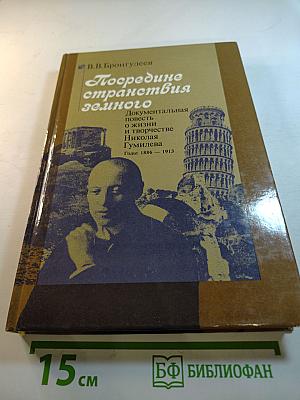 В. В. Бронгулеев
Посредине
странствия
земного
Документальная
повесть
о жизни
и творчестве
Николая
Гумилева
Годы: 1886 — 1913
15 см
БФ БИБЛИОФАН